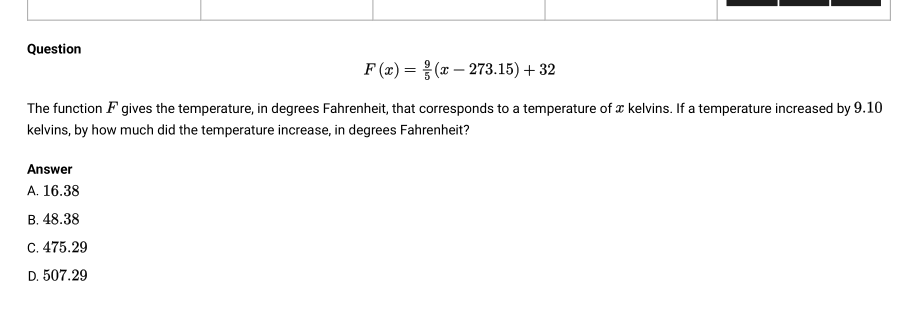 Question
F(x) = 9/5(x − 273.15) + 32
The function F gives the temperature, in degrees Fahrenheit, that corresponds to a temperature of x kelvins. If a temperature increased by 9.10
kelvins, by how much did the temperature increase, in degrees Fahrenheit?
Answer
A. 16.38
B. 48.38
C. 475.29
D. 507.29